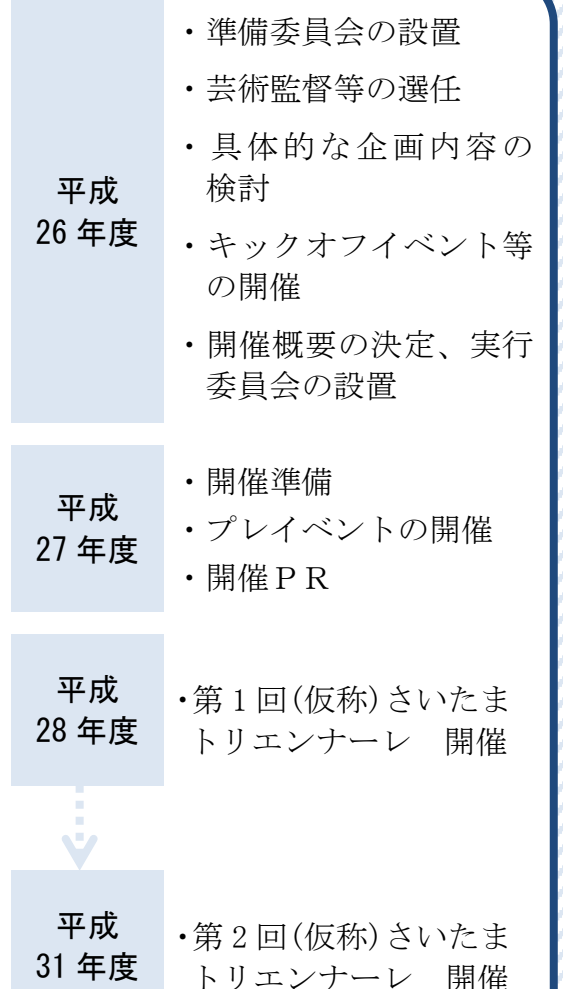 平成
26 年度
・準備委員会の設置
・芸術監督等の選任
・具体的な企画内容の
検討
・キックオフイベント等
の開催
・開催概要の決定、実行
委員会の設置
平成
27 年度
・開催準備
・プレイベントの開催
・開催ＰＲ
平成
28 年度
・第１回(仮称)さいたま
トリエンナーレ　開催
平成
31 年度
・第２回(仮称)さいたま
トリエンナーレ　開催